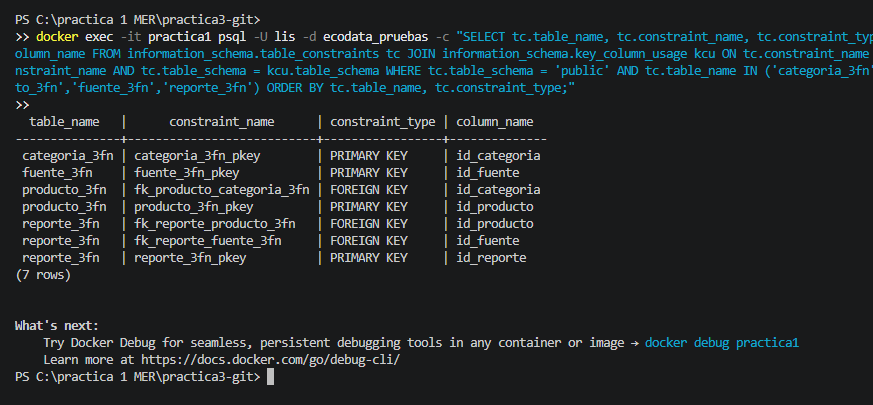 PS C:\practica 1 MER\practica3-git>
>> docker exec -it practica1 psql -U lis -d ecodata_pruebas -c "SELECT tc.table_name, tc.constraint_name, tc.constraint_typ
olumn_name FROM information_schema.table_constraints tc JOIN information_schema.key_column_usage kcu ON tc.constraint_name
nstraint_name AND tc.table_schema = kcu.table_schema WHERE tc.table_schema = 'public' AND tc.table_name IN ('categoria_3fn'
to_3fn','fuente_3fn','reporte_3fn') ORDER BY tc.table_name, tc.constraint_type;"
>>
table_name | constraint_name | constraint_type | column_name
---------------+---------------------------+-----------------+--------------
categoria_3fn | categoria_3fn_pkey | PRIMARY KEY | id_categoria
fuente_3fn | fuente_3fn_pkey | PRIMARY KEY | id_fuente
producto_3fn | fk_producto_categoria_3fn | FOREIGN KEY | id_categoria
producto_3fn | producto_3fn_pkey | PRIMARY KEY | id_producto
reporte_3fn | fk_reporte_producto_3fn | FOREIGN KEY | id_producto
reporte_3fn | fk_reporte_fuente_3fn | FOREIGN KEY | id_fuente
reporte_3fn | reporte_3fn_pkey | PRIMARY KEY | id_reporte
(7 rows)
What's next:
Try Docker Debug for seamless, persistent debugging tools in any container or image → docker debug practica1
Learn more at https://docs.docker.com/go/debug-cli/
PS C:\practica 1 MER\practica3-git>